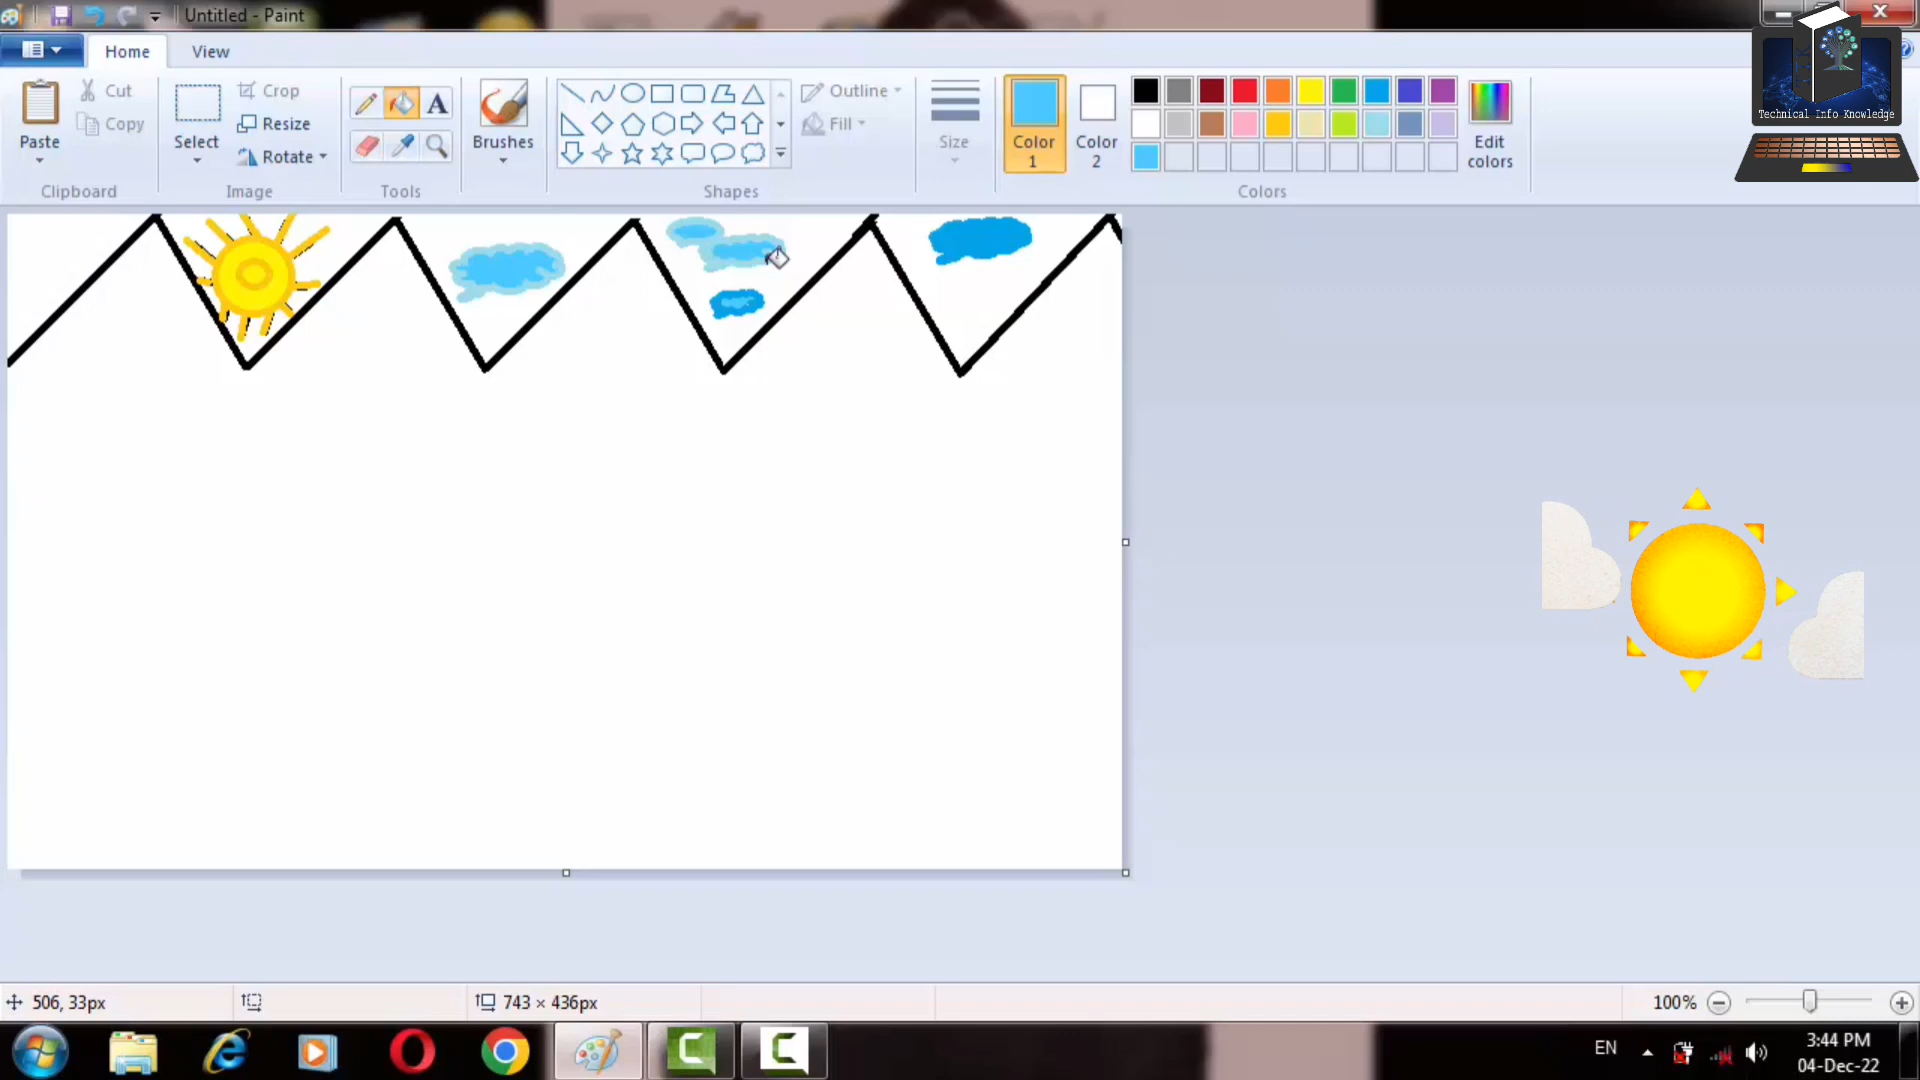 Untitled - Paint
Home View
Paste
Cut
Copy
Clipboard
Select
Crop
Resize
Rotate
Image
A
Tools
Brushes
Outline
Fill
Shapes
Size
Color 1
Color 2
Edit colors
Colors
Technical Info Knowledge
506, 33px
743 × 436px
100%
EN
3:44 PM
04-Dec-22